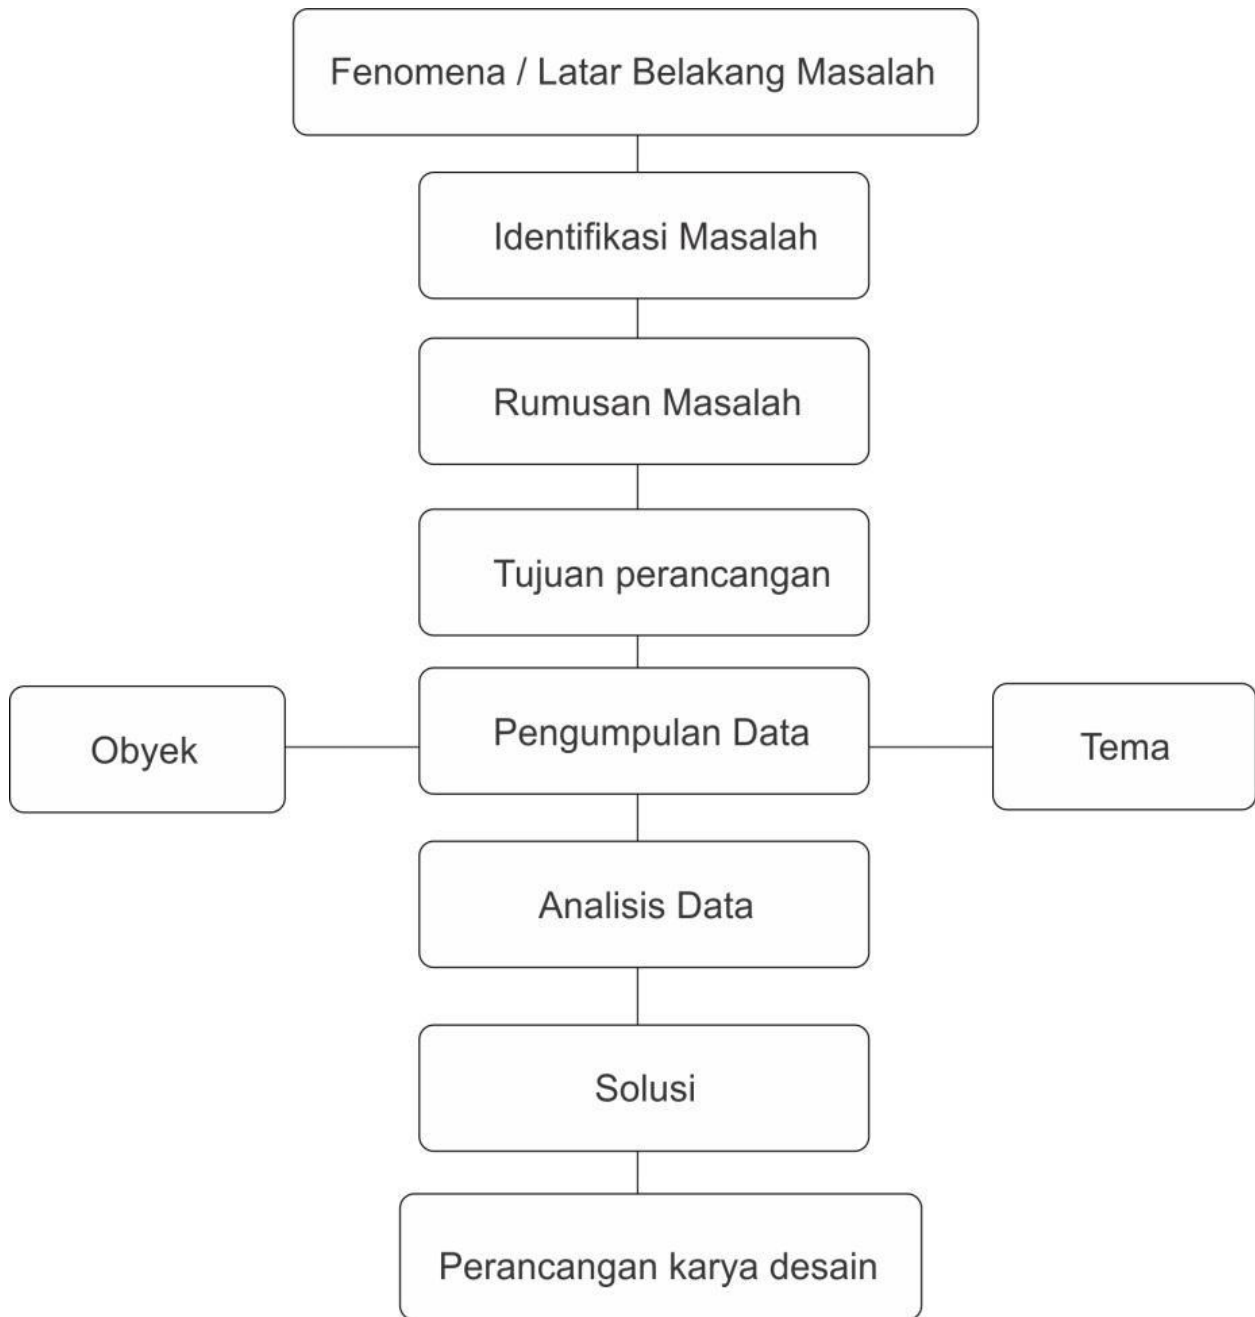 Fenomena / Latar Belakang Masalah
Identifikasi Masalah
Rumusan Masalah
Tujuan perancangan
Obyek
Pengumpulan Data
Tema
Analisis Data
Solusi
Perancangan karya desain